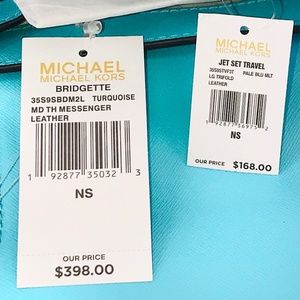 MICHAEL
MICHAEL KORS
BRIDGETTE
35S9SBDM2L TURQUOISE
MD TH MESSENGER
LEATHER
1 92877 35032 3
NS
OUR PRICE
$398.00
MICHAEL
MICHAEL KORS
JET SET TRAVEL
PALE BLU MLT
LG TRIFOLD
LEATHER
NS
OUR PRICE
$168.00